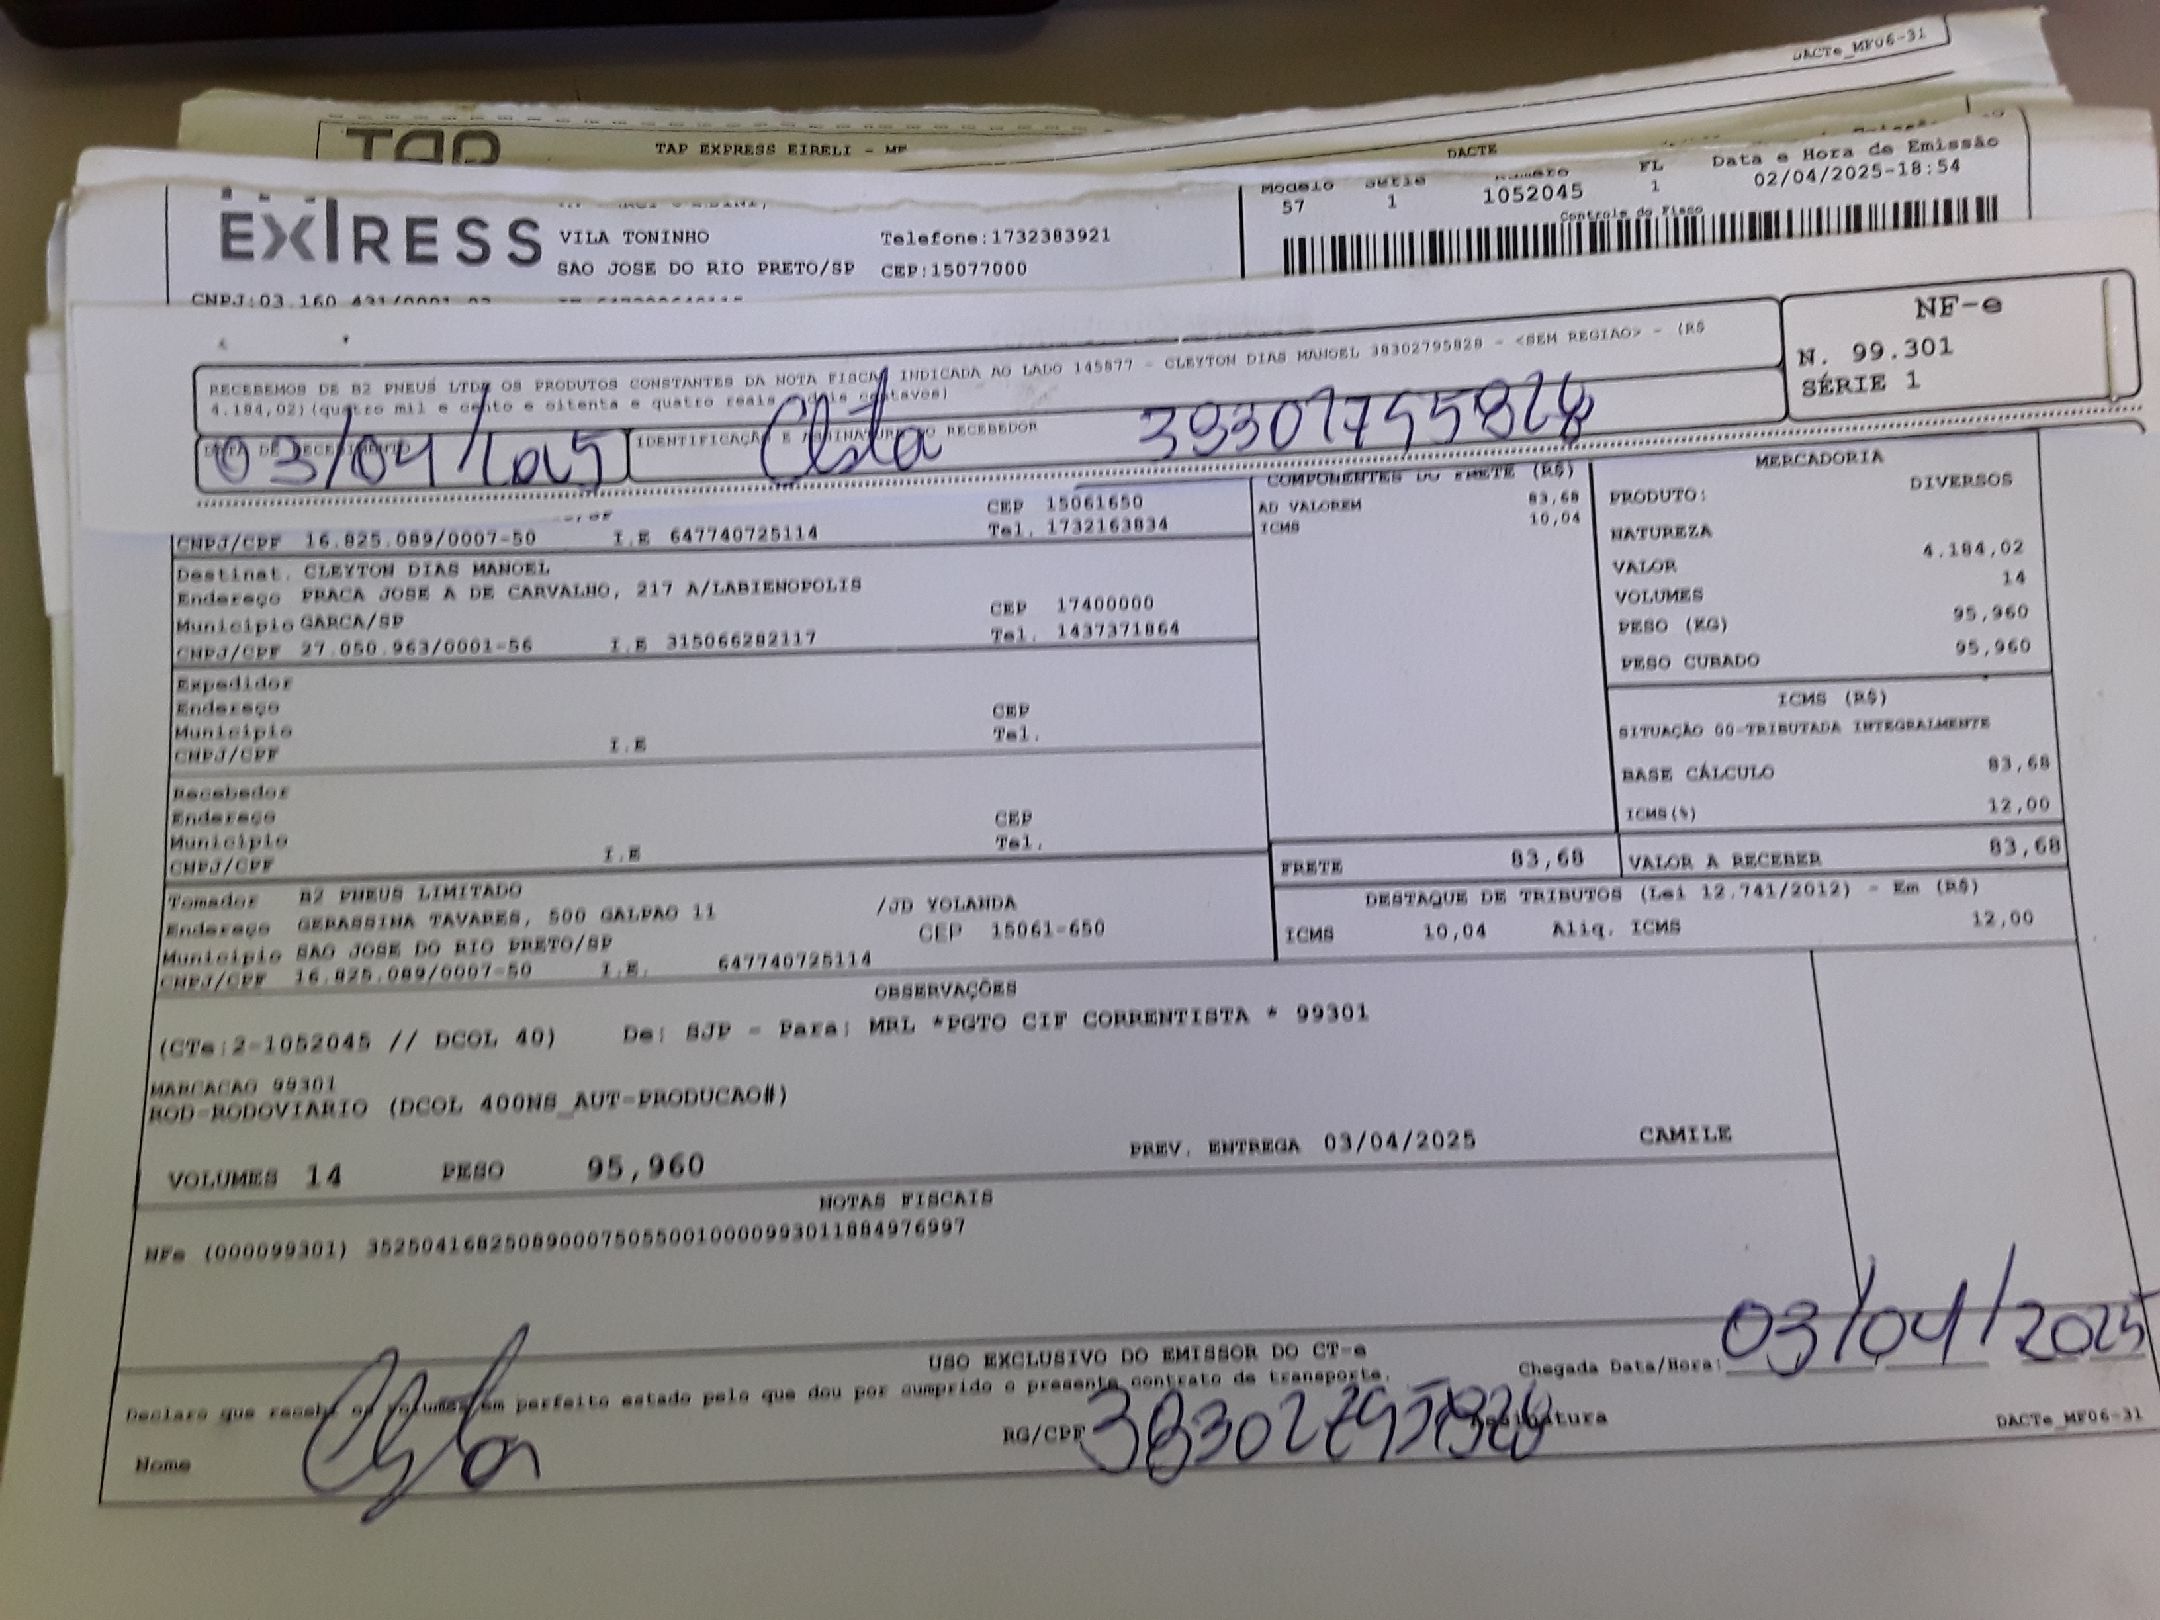 DACTe_MF06-31
TAP
TAP EXPRESS EIRELI - ME
DACTE
EXPRESS
VILA TONINHO Telefone:1732383921
SAO JOSE DO RIO PRETO/SP CEP:15077000
Modelo Série Número FL Data e Hora de Emissão
57 1 1052045 1 02/04/2025-18:54
Controle do Fisco
NF-e
N. 99.301
SÉRIE 1
RECEBEMOS DE B2 PNEUS LTDA OS PRODUTOS CONSTANTES DA NOTA FISCAL INDICADA AO LADO 145877 - CLEYTON DIAS MANOEL 38302795828 - <SEM REGIAO> - (R$
4.184,02)(quatro mil e cento e oitenta e quatro reais e dois centavos)
DATA DE RECEBIMENTO IDENTIFICAÇÃO E ASSINATURA DO RECEBEDOR
03/04/2025 38302795828
CEP 15061650
CNPJ/CPF 16.825.089/0007-50 I.E 647740725114 Tel. 1732163834
Destinat. CLEYTON DIAS MANOEL
Endereço PRACA JOSE A DE CARVALHO, 217 A/LABIENOPOLIS
Município GARCA/SP CEP 17400000
CNPJ/CPF 27.050.963/0001-56 I.E 315066282117 Tel. 1437371864
Expedidor
Endereço
Município CEP
CNPJ/CPF I.E Tel.
Recebedor
Endereço
Município CEP
CNPJ/CPF I.E Tel.
Tomador B2 PNEUS LIMITADO
Endereço GERASSINA TAVARES, 500 GALPAO 11 /JD YOLANDA
Município SAO JOSE DO RIO PRETO/SP CEP 15061-650
CNPJ/CPF 16.825.089/0007-50 I.E. 647740725114
COMPONENTES DO FRETE (R$)
AD VALOREM 83,68
ICMS 10,04
MERCADORIA
PRODUTO: DIVERSOS
NATUREZA
VALOR 4.184,02
VOLUMES 14
PESO (KG) 95,960
PESO CUBADO 95,960
ICMS (R$)
SITUAÇÃO 00-TRIBUTADA INTEGRALMENTE
BASE CÁLCULO 83,68
ICMS(%) 12,00
FRETE 83,68 VALOR A RECEBER 83,68
DESTAQUE DE TRIBUTOS (Lei 12.741/2012) - Em (R$)
ICMS 10,04 Aliq. ICMS 12,00
OBSERVAÇÕES
(CTe:2-1052045 // DCOL 40) De: SJP - Para: MRL *PGTO CIF CORRENTISTA * 99301
MARCACAO 99301
ROD-RODOVIARIO (DCOL 400NS_AUT-PRODUCAO#)
VOLUMES 14 PESO 95,960 PREV. ENTREGA 03/04/2025 CAMILE
NOTAS FISCAIS
NFe (000099301) 35250416825089000750550010000993011884976997
USO EXCLUSIVO DO EMISSOR DO CT-e
Declaro que recebi os volumes em perfeito estado pelo que dou por cumprido o presente contrato de transporte. Chegada Data/Hora: 03/04/2025
Nome RG/CPF 38302795828 Assinatura
DACTe_MF06-31